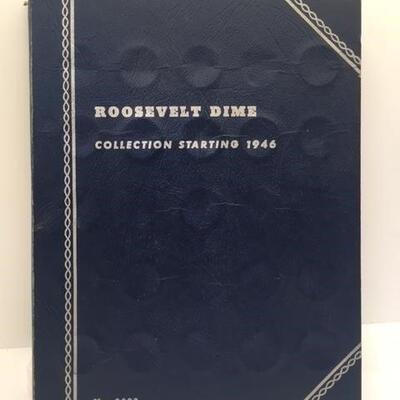 ROOSEVELT DIME
COLLECTION STARTING 1946